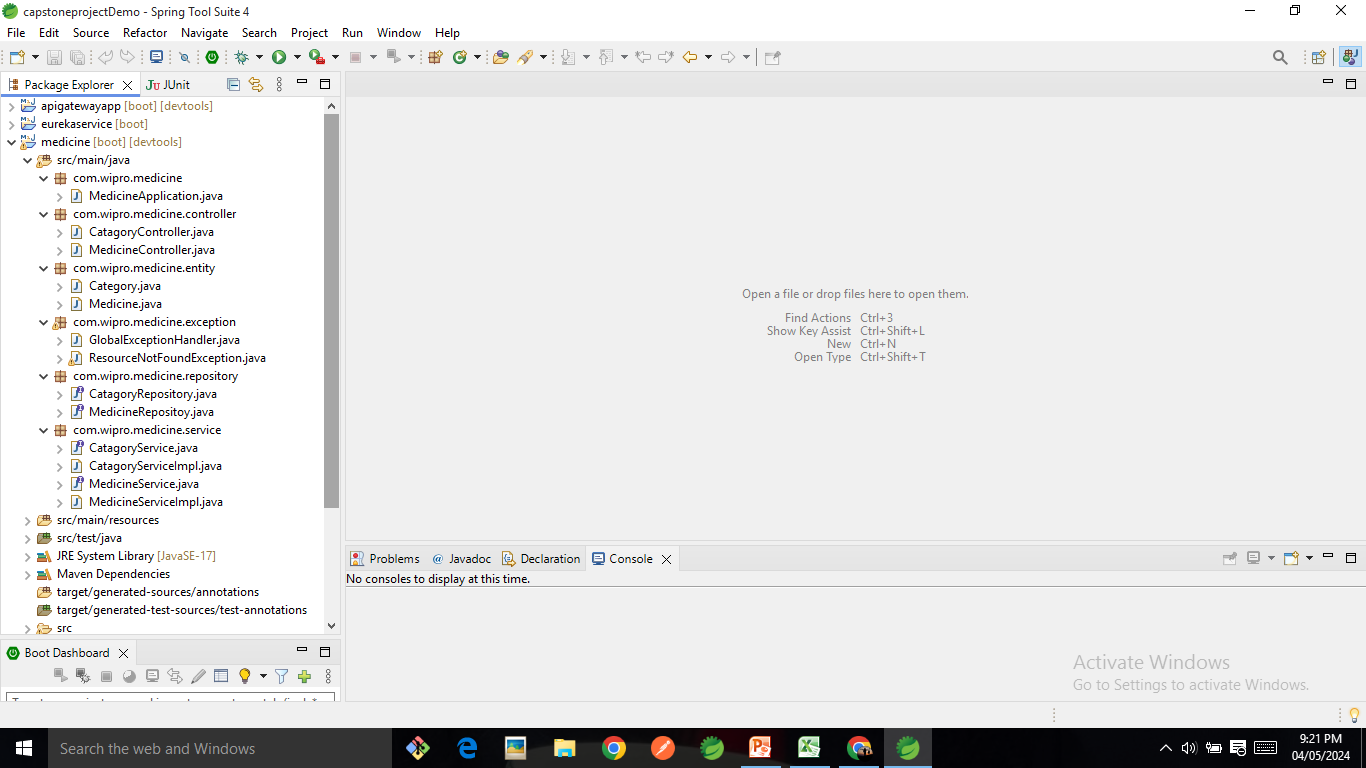 capstoneprojectDemo - Spring Tool Suite 4
File Edit Source Refactor Navigate Search Project Run Window Help
Package Explorer JUnit
apigatewayapp [boot] [devtools]
eurekaservice [boot]
medicine [boot] [devtools]
src/main/java
com.wipro.medicine
MedicineApplication.java
com.wipro.medicine.controller
CatagoryController.java
MedicineController.java
com.wipro.medicine.entity
Category.java
Medicine.java
com.wipro.medicine.exception
GlobalExceptionHandler.java
ResourceNotFoundException.java
com.wipro.medicine.repository
CatagoryRepository.java
MedicineRepositoy.java
com.wipro.medicine.service
CatagoryService.java
CatagoryServiceImpl.java
MedicineService.java
MedicineServiceImpl.java
src/main/resources
src/test/java
JRE System Library [JavaSE-17]
Maven Dependencies
target/generated-sources/annotations
target/generated-test-sources/test-annotations
src
Boot Dashboard
Open a file or drop files here to open them.
Find Actions Ctrl+3
Show Key Assist Ctrl+Shift+L
New Ctrl+N
Open Type Ctrl+Shift+T
Problems @ Javadoc Declaration Console
No consoles to display at this time.
Activate Windows
Go to Settings to activate Windows.
Search the web and Windows
9:21 PM
04/05/2024